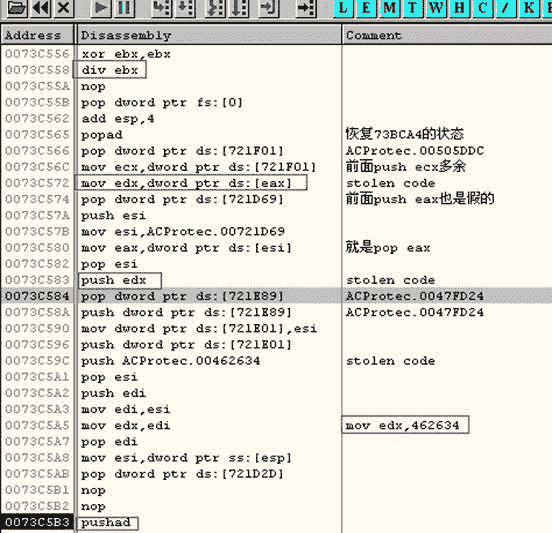 L E M T W H C / K
Address Disassembly Comment
0073C556 xor ebx,ebx
0073C558 div ebx
0073C55A nop
0073C55B pop dword ptr fs:[0]
0073C562 add esp,4
0073C565 popad 恢复73BCA4的状态
0073C566 pop dword ptr ds:[721F01] ACProtec.00505DDC
0073C56C mov ecx,dword ptr ds:[721F01] 前面push ecx多余
0073C572 mov edx,dword ptr ds:[eax] stolen code
0073C574 pop dword ptr ds:[721D69] 前面push eax也是假的
0073C57A push esi
0073C57B mov esi,ACProtec.00721D69
0073C580 mov eax,dword ptr ds:[esi] 就是pop eax
0073C582 pop esi
0073C583 push edx stolen code
0073C584 pop dword ptr ds:[721E89] ACProtec.0047FD24
0073C58A push dword ptr ds:[721E89] ACProtec.0047FD24
0073C590 mov dword ptr ds:[721E01],esi
0073C596 push dword ptr ds:[721E01]
0073C59C push ACProtec.00462634 stolen code
0073C5A1 pop esi
0073C5A2 push edi
0073C5A3 mov edi,esi
0073C5A5 mov edx,edi mov edx,462634
0073C5A7 pop edi
0073C5A8 mov esi,dword ptr ss:[esp]
0073C5AB pop dword ptr ds:[721D2D]
0073C5B1 nop
0073C5B2 nop
0073C5B3 pushad